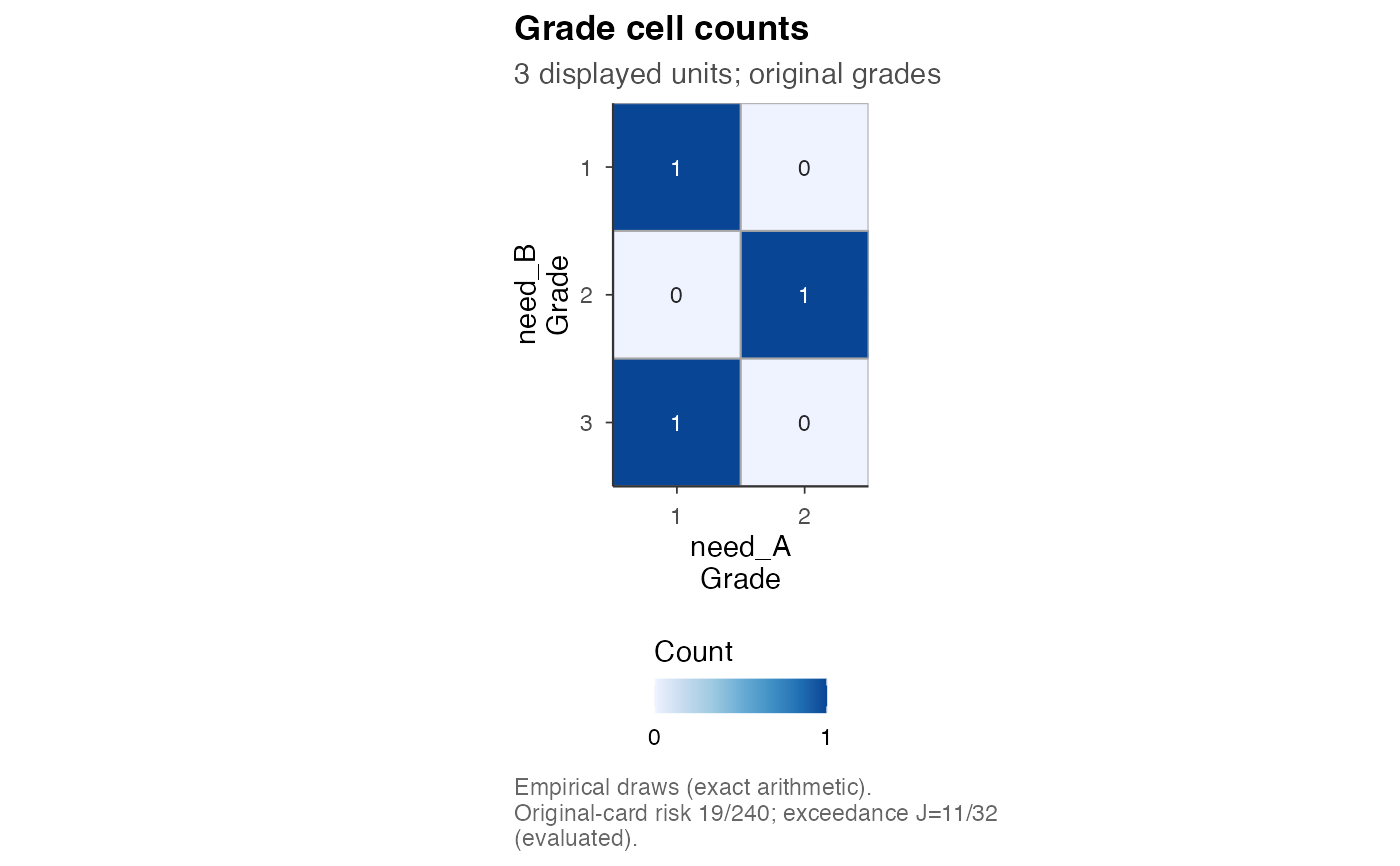 Grade cell counts
3 displayed units; original grades
1
1
0
need_B
Grade
2
0
1
3
1
0
1
2
need_A
Grade
Count
0
1
Empirical draws (exact arithmetic).
Original-card risk 19/240; exceedance J=11/32
(evaluated).